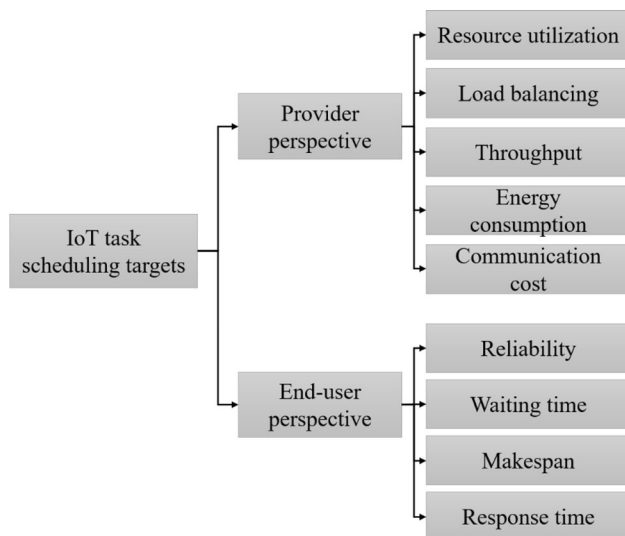 Resource utilization
Provider
perspective
Load balancing
Throughput
Energy
consumption
Communication
cost
IoT task
scheduling targets
End-user
perspective
Reliability
Waiting time
Makespan
Response time